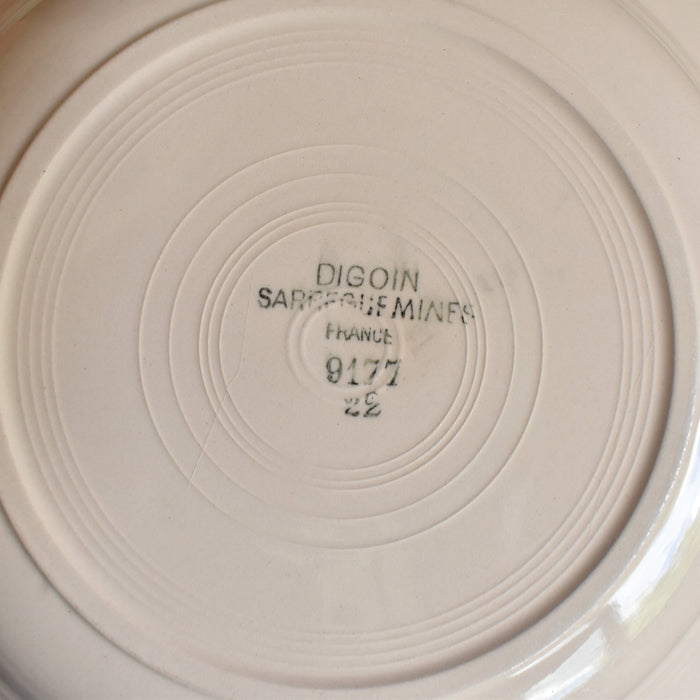 DIGOIN
SARREGUEMINES
FRANCE
9177
22